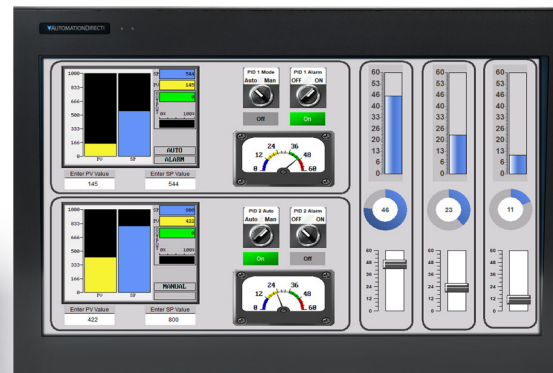 AUTOMATIONDIRECT
1000
833
666
500
333
166
0
PV SP
SP 544
PV 145
0
0% 100%
AUTO
ALARM
Enter PV Value Enter SP Value
145 544
PID 1 Mode PID 1 Alarm
Auto Man OFF ON
Off On
0 12 24 36 48 60
1000
833
666
500
333
166
0
PV SP
SP
PV 422
0
0% 100%
MANUAL
Enter PV Value Enter SP Value
422 800
PID 2 Auto PID 2 Alarm
Auto Man OFF ON
On Off
0 12 24 36 48 60
60 60 60
53 53 53
46 46 46
40 40 40
33 33 33
26 26 26
20 20 20
13 13 13
6 6 6
0 0 0
46 23 11
60 60 60
48 48 48
36 36 36
24 24 24
12 12 12
0 0 0